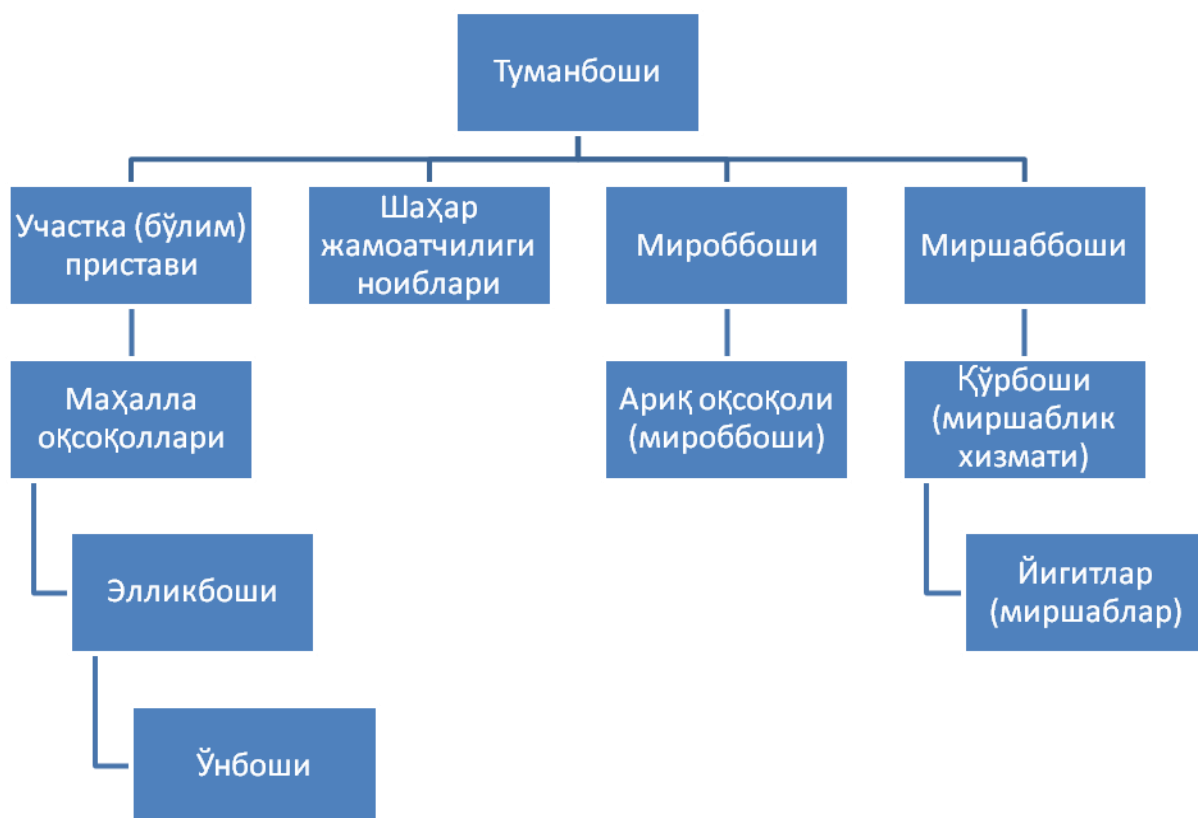 Туманбоши
Участка (бўлим)
пристави
Шаҳар
жамоатчилиги
ноиблари
Мироббоши
Миршаббоши
Маҳалла
оқсоқоллари
Ариқ оқсоқоли
(мироббоши)
Қўрбоши
(миршаблик
хизмати)
Элликбоши
Йигитлар
(миршаблар)
Ўнбоши